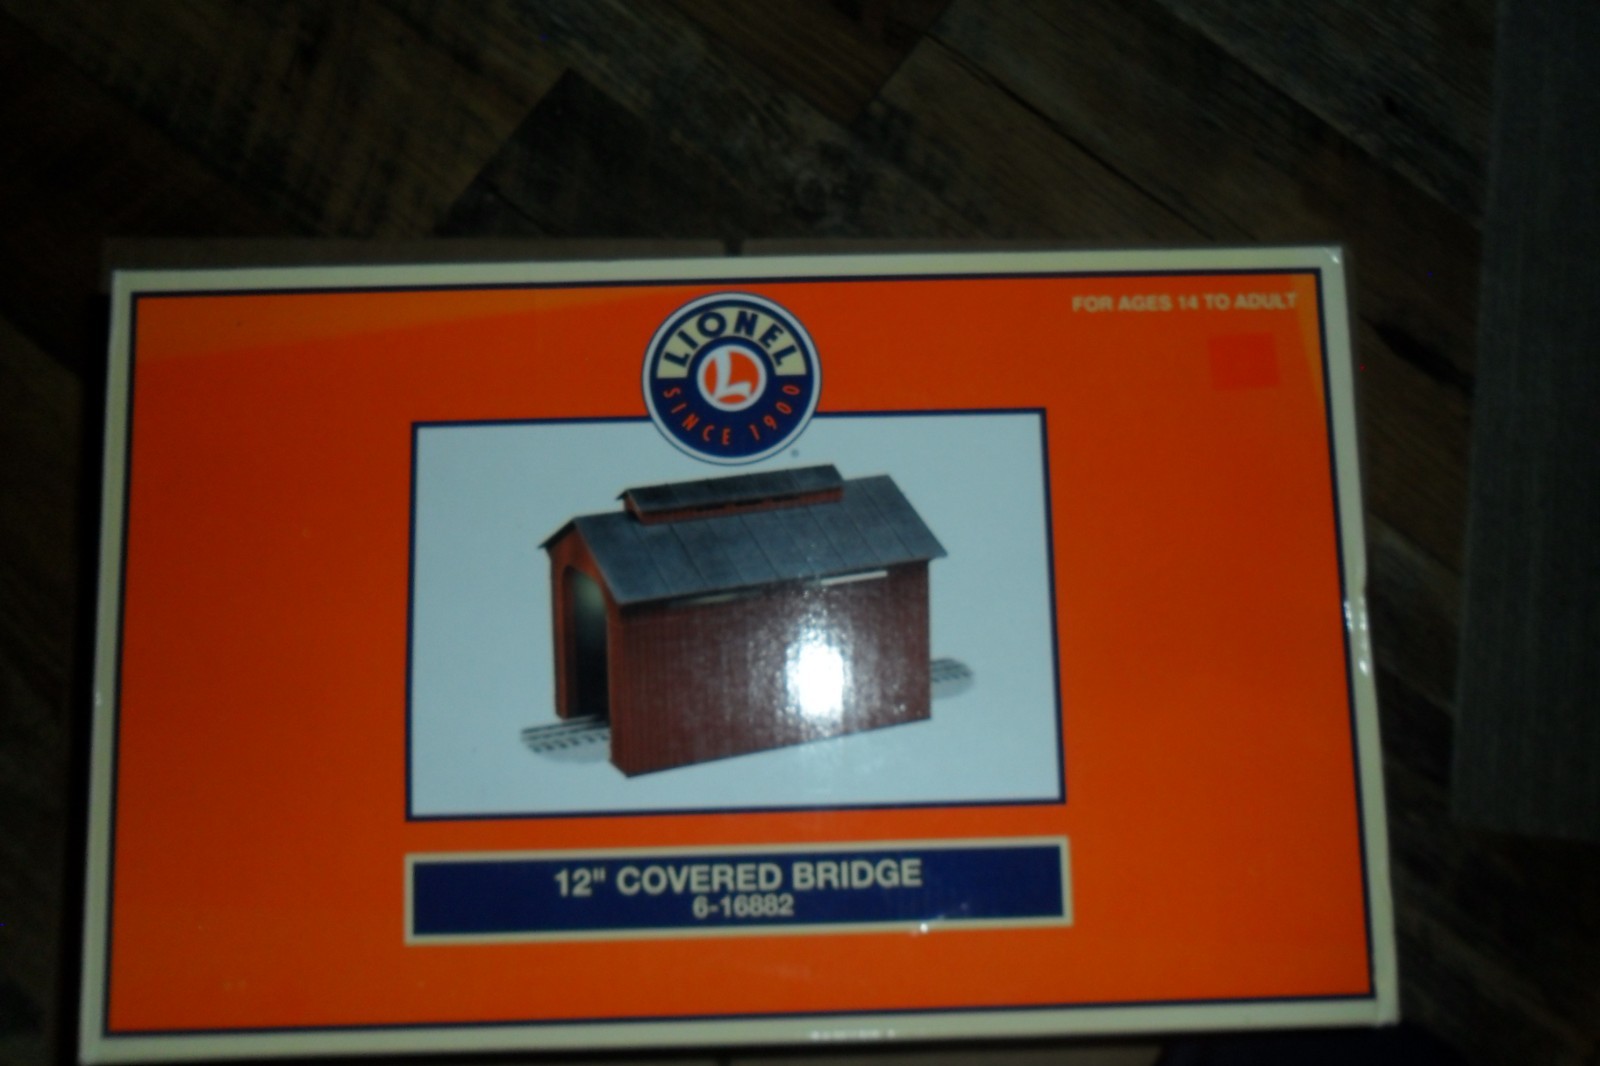 FOR AGES 14 TO ADULT
LIONEL
L
SINCE 1900
®
12" COVERED BRIDGE
6-16882